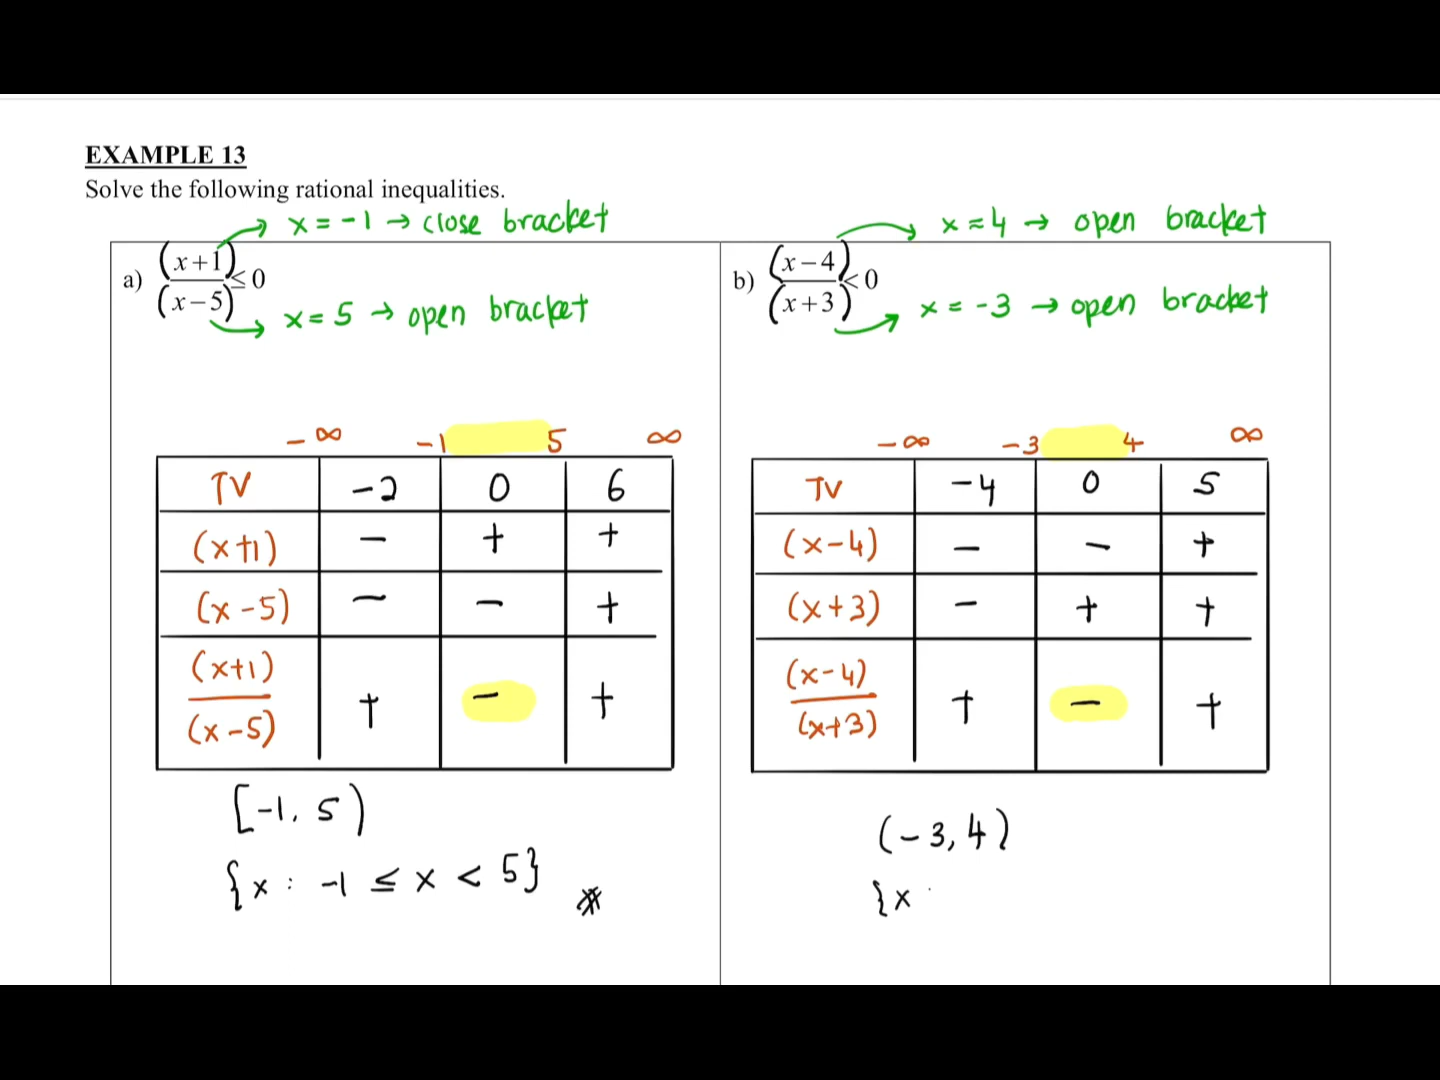 EXAMPLE 13
Solve the following rational inequalities.
x = -1 → close bracket
a) (x+1)/(x-5) ≤ 0
x = 5 → open bracket
-∞ -1 5 ∞
TV -2 0 6
(x+1) - + +
(x-5) - - +
(x+1)/(x-5) + - +
[-1, 5)
{x : -1 ≤ x < 5}
x = 4 → open bracket
b) (x-4)/(x+3) < 0
x = -3 → open bracket
-∞ -3 4 ∞
TV -4 0 5
(x-4) - - +
(x+3) - + +
(x-4)/(x+3) + - +
(-3, 4)
{x